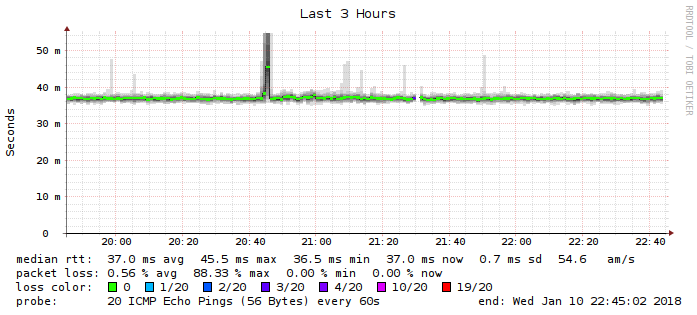 Last 3 Hours
RRDTOOL / TOBI OETIKER
Seconds
50 m
40 m
30 m
20 m
10 m
0
20:00 20:20 20:40 21:00 21:20 21:40 22:00 22:20 22:40
median rtt: 37.0 ms avg 45.5 ms max 36.5 ms min 37.0 ms now 0.7 ms sd 54.6 am/s
packet loss: 0.56 % avg 88.33 % max 0.00 % min 0.00 % now
loss color: 0 1/20 2/20 3/20 4/20 10/20 19/20
probe: 20 ICMP Echo Pings (56 Bytes) every 60s end: Wed Jan 10 22:45:02 2018